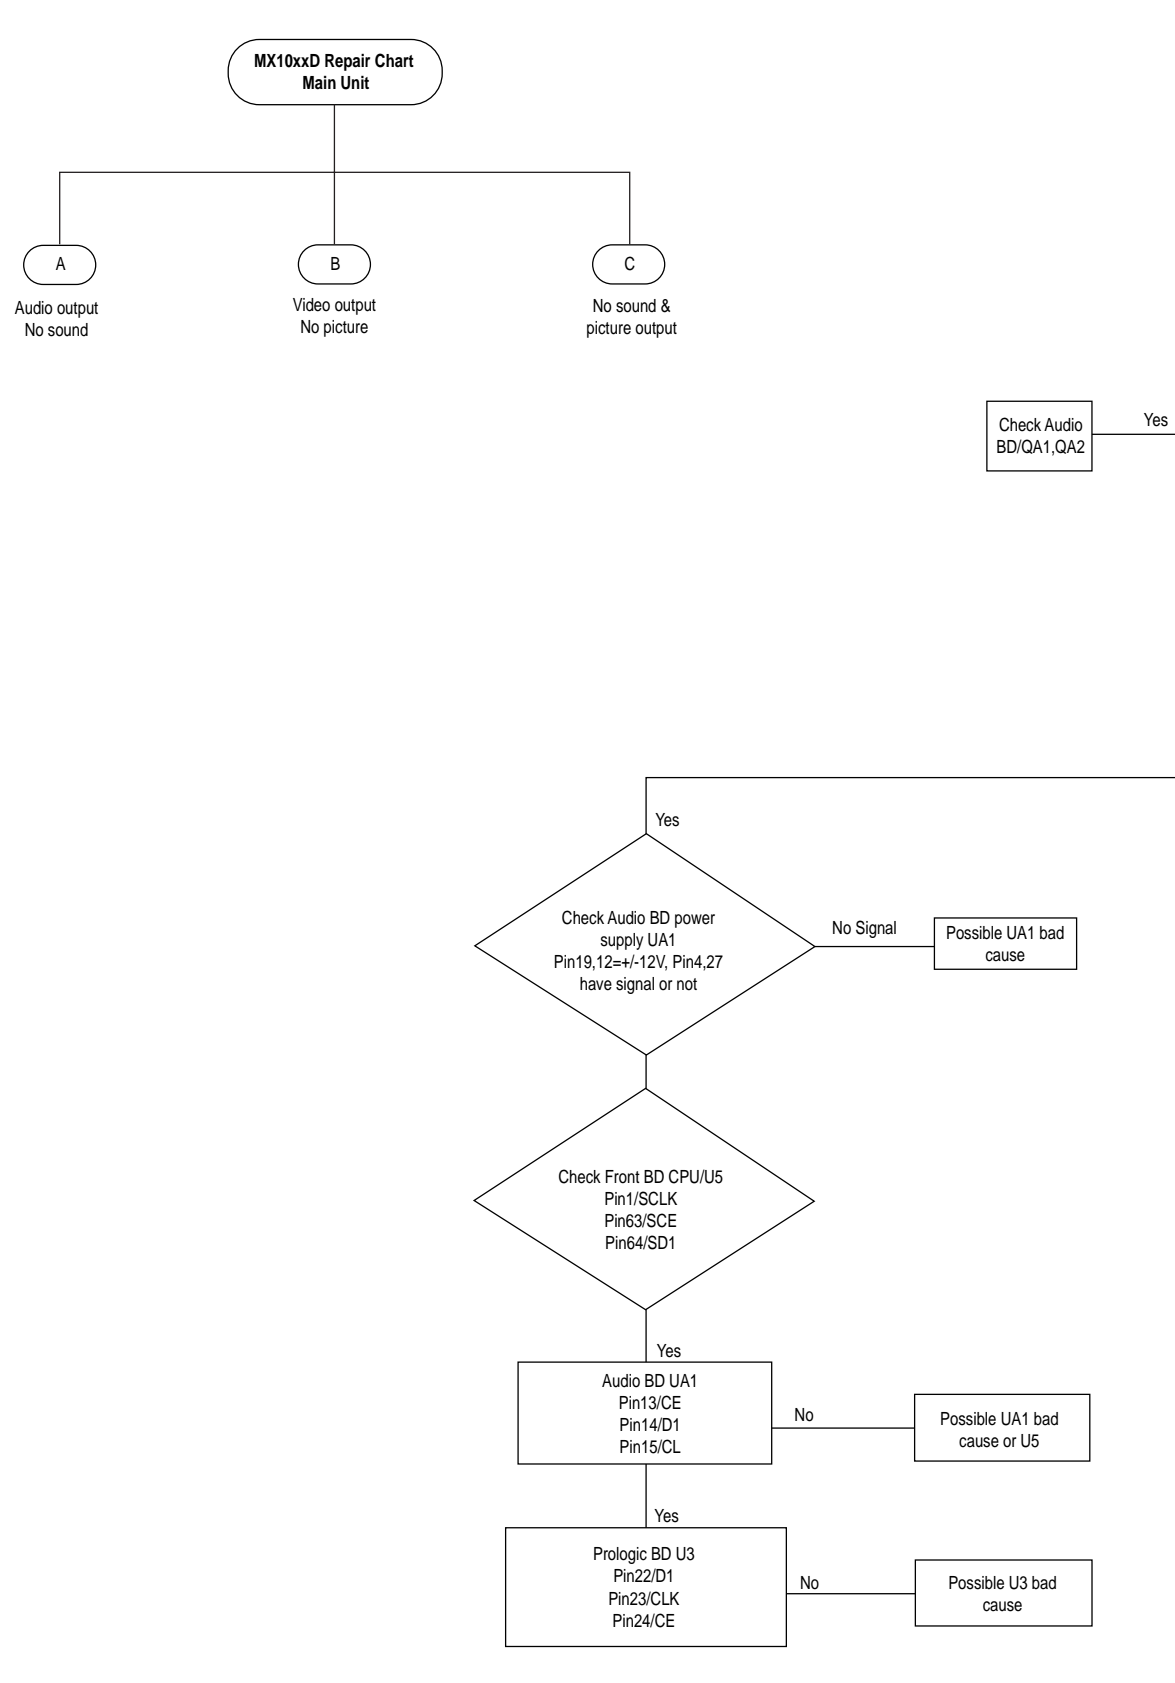 MX10xxD Repair Chart
Main Unit
A
B
C
Audio output
No sound
Video output
No picture
No sound &
picture output
Check Audio
BD/QA1,QA2
Yes
Yes
Check Audio BD power
supply UA1
Pin19,12=+/-12V, Pin4,27
have signal or not
No Signal
Possible UA1 bad
cause
Check Front BD CPU/U5
Pin1/SCLK
Pin63/SCE
Pin64/SD1
Yes
Audio BD UA1
Pin13/CE
Pin14/D1
Pin15/CL
No
Possible UA1 bad
cause or U5
Yes
Prologic BD U3
Pin22/D1
Pin23/CLK
Pin24/CE
No
Possible U3 bad
cause